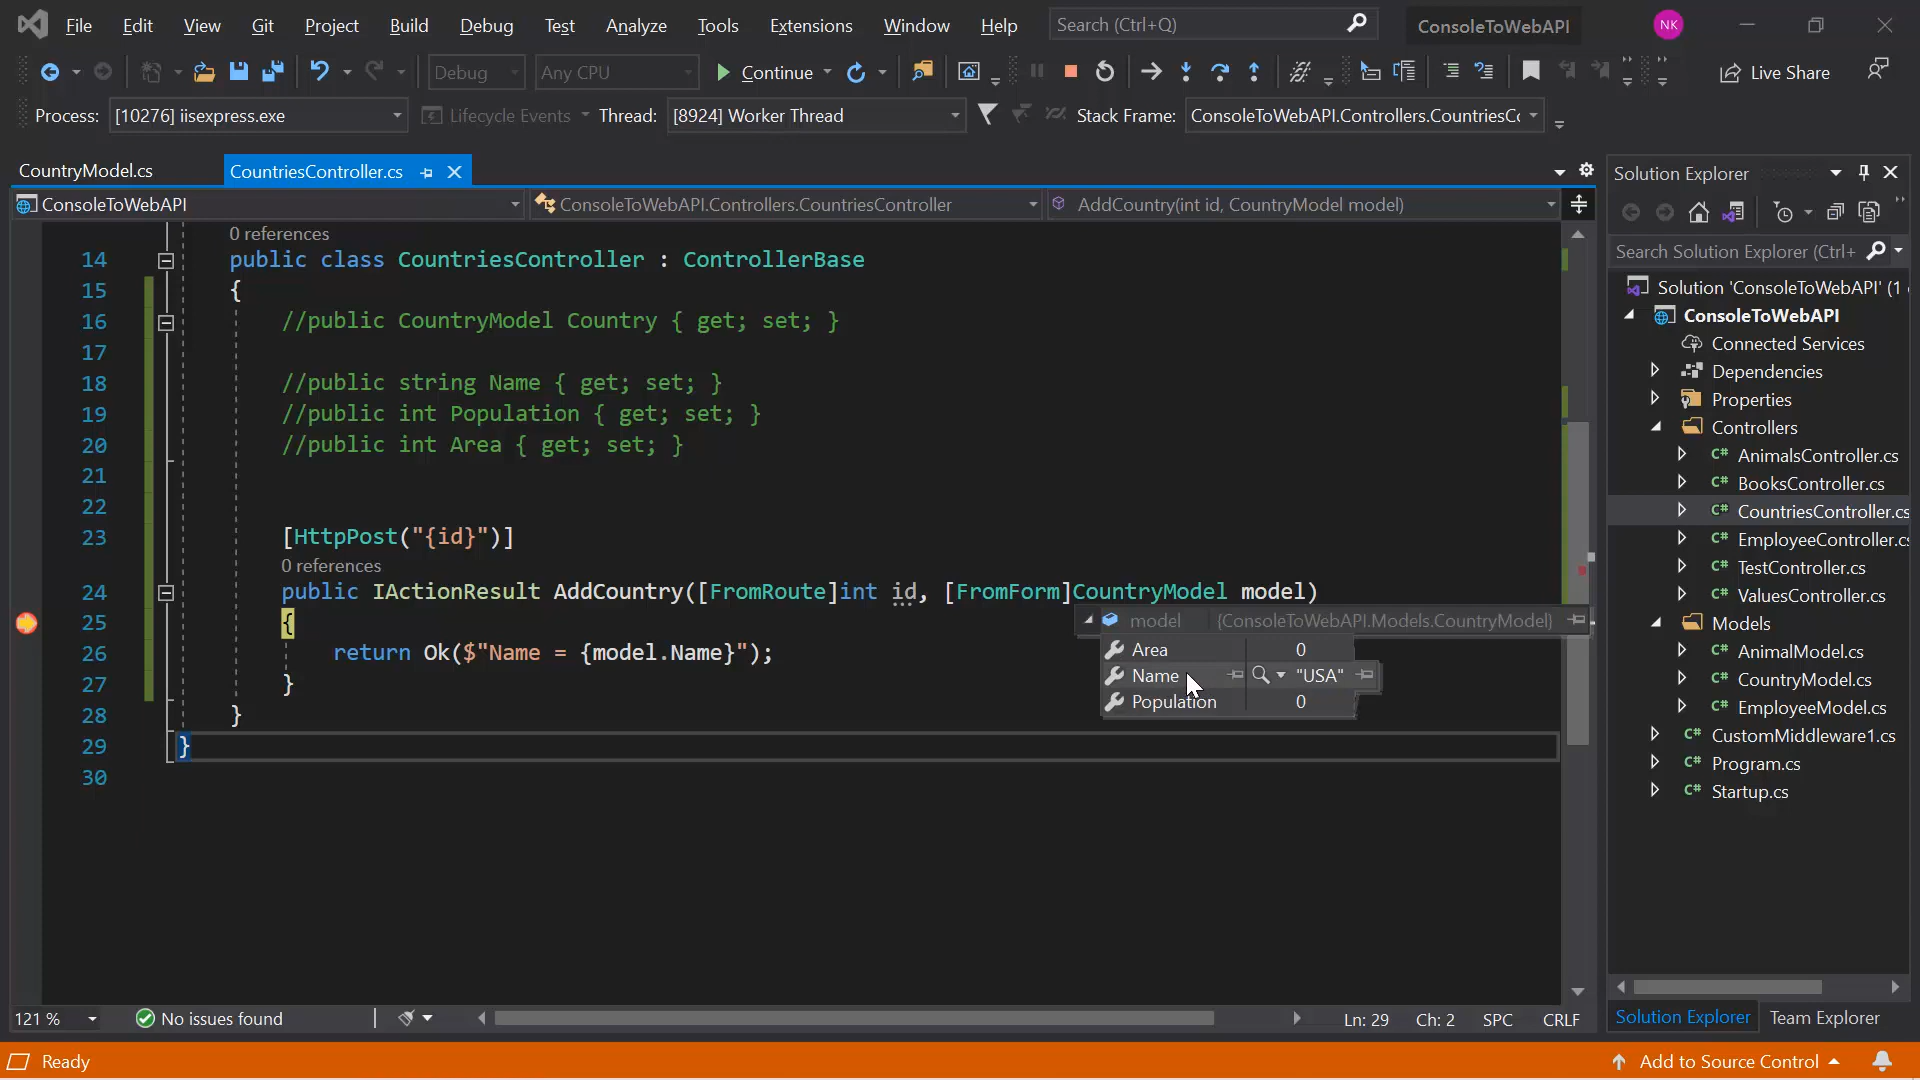 File Edit View Git Project Build Debug Test Analyze Tools Extensions Window Help Search (Ctrl+Q) ConsoleToWebAPI NK
Debug Any CPU Continue Live Share
Process: [10276] iisexpress.exe Lifecycle Events Thread: [8924] Worker Thread Stack Frame: ConsoleToWebAPI.Controllers.CountriesCo
CountryModel.cs CountriesController.cs
ConsoleToWebAPI ConsoleToWebAPI.Controllers.CountriesController AddCountry(int id, CountryModel model)
0 references
14 public class CountriesController : ControllerBase
15 {
16 //public CountryModel Country { get; set; }
17
18 //public string Name { get; set; }
19 //public int Population { get; set; }
20 //public int Area { get; set; }
21
22
23 [HttpPost("{id}")]
0 references
24 public IActionResult AddCountry([FromRoute]int id, [FromForm]CountryModel model)
25 {
26 return Ok($"Name = {model.Name}");
27 }
28 }
29 }
30
model {ConsoleToWebAPI.Models.CountryModel}
Area 0
Name "USA"
Population 0
121 % No issues found Ln: 29 Ch: 2 SPC CRLF
Solution Explorer
Search Solution Explorer (Ctrl+
Solution 'ConsoleToWebAPI' (1
ConsoleToWebAPI
Connected Services
Dependencies
Properties
Controllers
C# AnimalsController.cs
C# BooksController.cs
C# CountriesController.cs
C# EmployeeController.cs
C# TestController.cs
C# ValuesController.cs
Models
C# AnimalModel.cs
C# CountryModel.cs
C# EmployeeModel.cs
C# CustomMiddleware1.cs
C# Program.cs
C# Startup.cs
Solution Explorer Team Explorer
Ready Add to Source Control